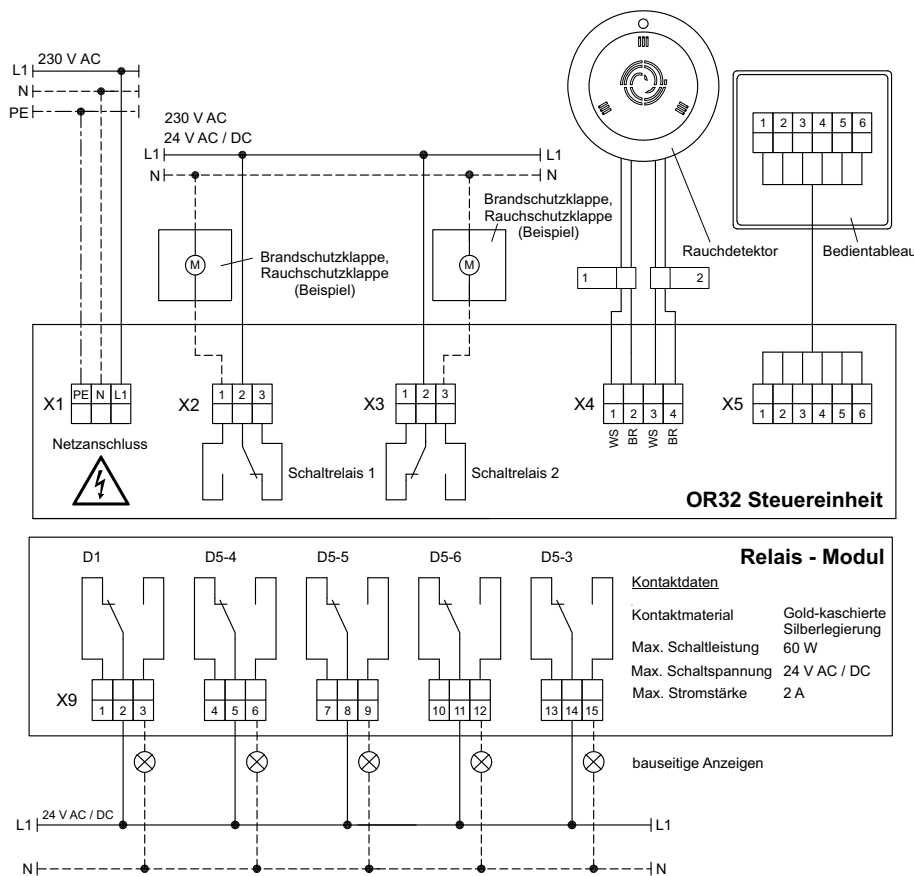 230 V AC
L1
N
PE
230 V AC
24 V AC / DC
L1
L1
N
N
M
Brandschutzklappe,
Rauchschutzklappe
(Beispiel)
Brandschutzklappe,
Rauchschutzklappe
(Beispiel)
M
Rauchdetektor
1
2
1 2 3 4 5 6
Bedientableau
X1
PE N L1
Netzanschluss
X2
1 2 3
Schaltrelais 1
X3
1 2 3
Schaltrelais 2
X4
1 2 3 4
WS BR WS BR
X5
1 2 3 4 5 6
OR32 Steuereinheit
Relais - Modul
D1
D5-4
D5-5
D5-6
D5-3
Kontaktdaten
Kontaktmaterial Gold-kaschierte
Silberlegierung
Max. Schaltleistung 60 W
Max. Schaltspannung 24 V AC / DC
Max. Stromstärke 2 A
X9
1 2 3
4 5 6
7 8 9
10 11 12
13 14 15
bauseitige Anzeigen
24 V AC / DC
L1
L1
N
N